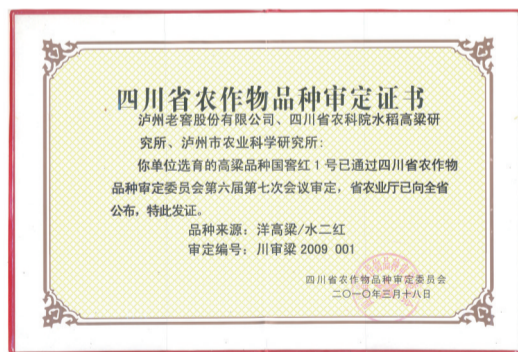 四川省农作物品种审定证书
泸州老窖股份有限公司、四川省农科院水稻高粱研
究所、泸州市农业科学研究所：
你单位选育的高粱品种国窖红1号已通过四川省农作物
品种审定委员会第六届第七次会议审定，省农业厅已向全省
公布，特此发证。
品种来源：洋高粱/水二红
审定编号：川审粱 2009 001
四川省农作物品种审定委员会
二〇一〇年三月十八日